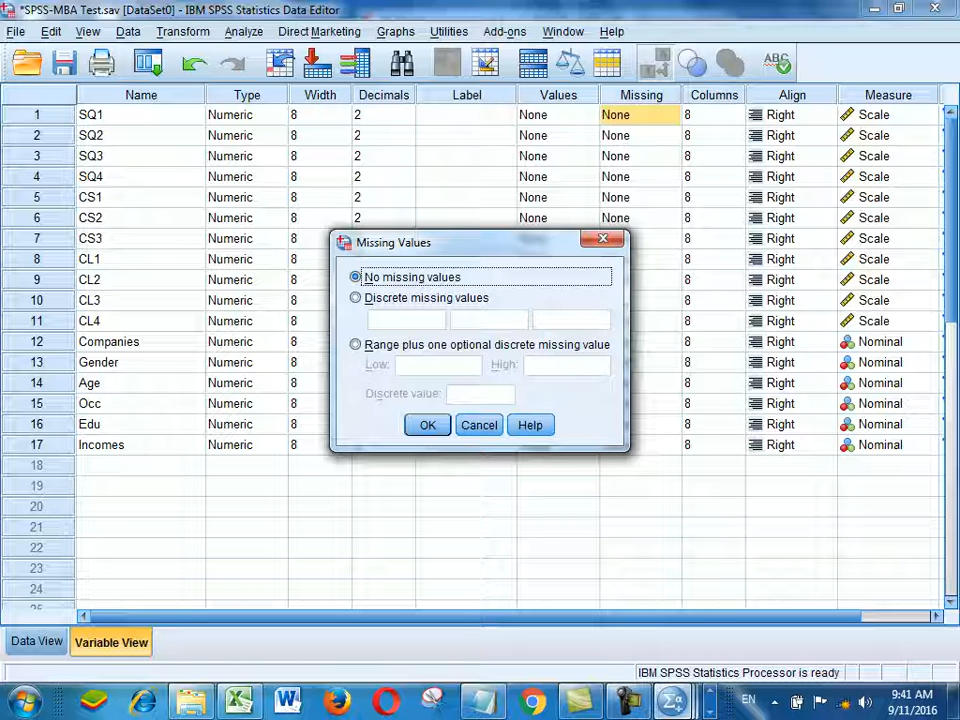 *SPSS-MBA Test.sav [DataSet0] - IBM SPSS Statistics Data Editor
File Edit View Data Transform Analyze Direct Marketing Graphs Utilities Add-ons Window Help
Name Type Width Decimals Label Values Missing Columns Align Measure
1 SQ1 Numeric 8 2 None None 8 Right Scale
2 SQ2 Numeric 8 2 None None 8 Right Scale
3 SQ3 Numeric 8 2 None None 8 Right Scale
4 SQ4 Numeric 8 2 None None 8 Right Scale
5 CS1 Numeric 8 2 None None 8 Right Scale
6 CS2 Numeric 8 2 None None 8 Right Scale
7 CS3 Numeric 8 8 Right Scale
8 CL1 Numeric 8 8 Right Scale
9 CL2 Numeric 8 8 Right Scale
10 CL3 Numeric 8 8 Right Scale
11 CL4 Numeric 8 8 Right Scale
12 Companies Numeric 8 8 Right Nominal
13 Gender Numeric 8 8 Right Nominal
14 Age Numeric 8 8 Right Nominal
15 Occ Numeric 8 8 Right Nominal
16 Edu Numeric 8 8 Right Nominal
17 Incomes Numeric 8 8 Right Nominal
18
19
20
21
22
23
24
25
Missing Values
No missing values
Discrete missing values
Range plus one optional discrete missing value
Low: High:
Discrete value:
OK Cancel Help
Data View Variable View
IBM SPSS Statistics Processor is ready
EN
9:41 AM
9/11/2016
ABC